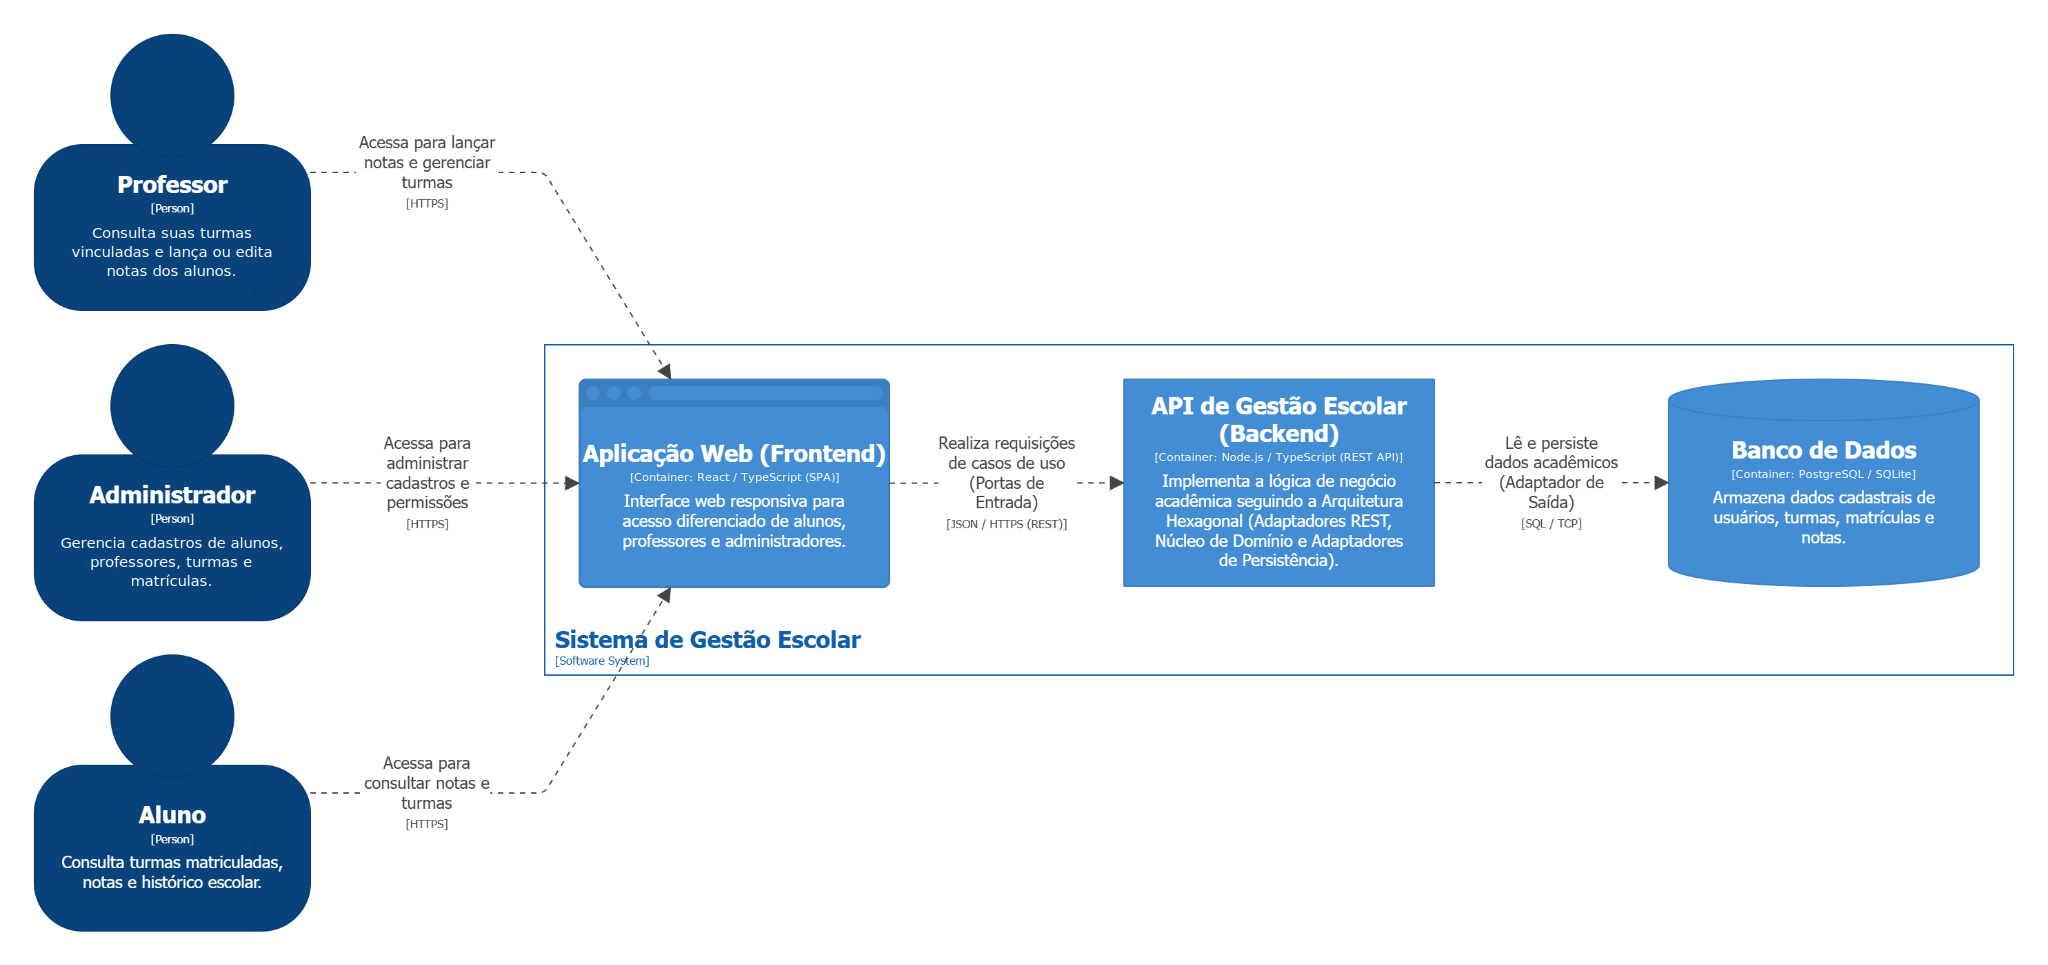 Professor
[Person]
Consulta suas turmas
vinculadas e lança ou edita
notas dos alunos.
Acessa para lançar
notas e gerenciar
turmas
[HTTPS]
Administrador
[Person]
Gerencia cadastros de alunos,
professores, turmas e
matrículas.
Acessa para
administrar
cadastros e
permissões
[HTTPS]
Aluno
[Person]
Consulta turmas matriculadas,
notas e histórico escolar.
Acessa para
consultar notas e
turmas
[HTTPS]
Aplicação Web (Frontend)
[Container: React / TypeScript (SPA)]
Interface web responsiva para
acesso diferenciado de alunos,
professores e administradores.
Realiza requisições
de casos de uso
(Portas de
Entrada)
[JSON / HTTPS (REST)]
API de Gestão Escolar
(Backend)
[Container: Node.js / TypeScript (REST API)]
Implementa a lógica de negócio
acadêmica seguindo a Arquitetura
Hexagonal (Adaptadores REST,
Núcleo de Domínio e Adaptadores
de Persistência).
Lê e persiste
dados acadêmicos
(Adaptador de
Saída)
[SQL / TCP]
Banco de Dados
[Container: PostgreSQL / SQLite]
Armazena dados cadastrais de
usuários, turmas, matrículas e
notas.
Sistema de Gestão Escolar
[Software System]